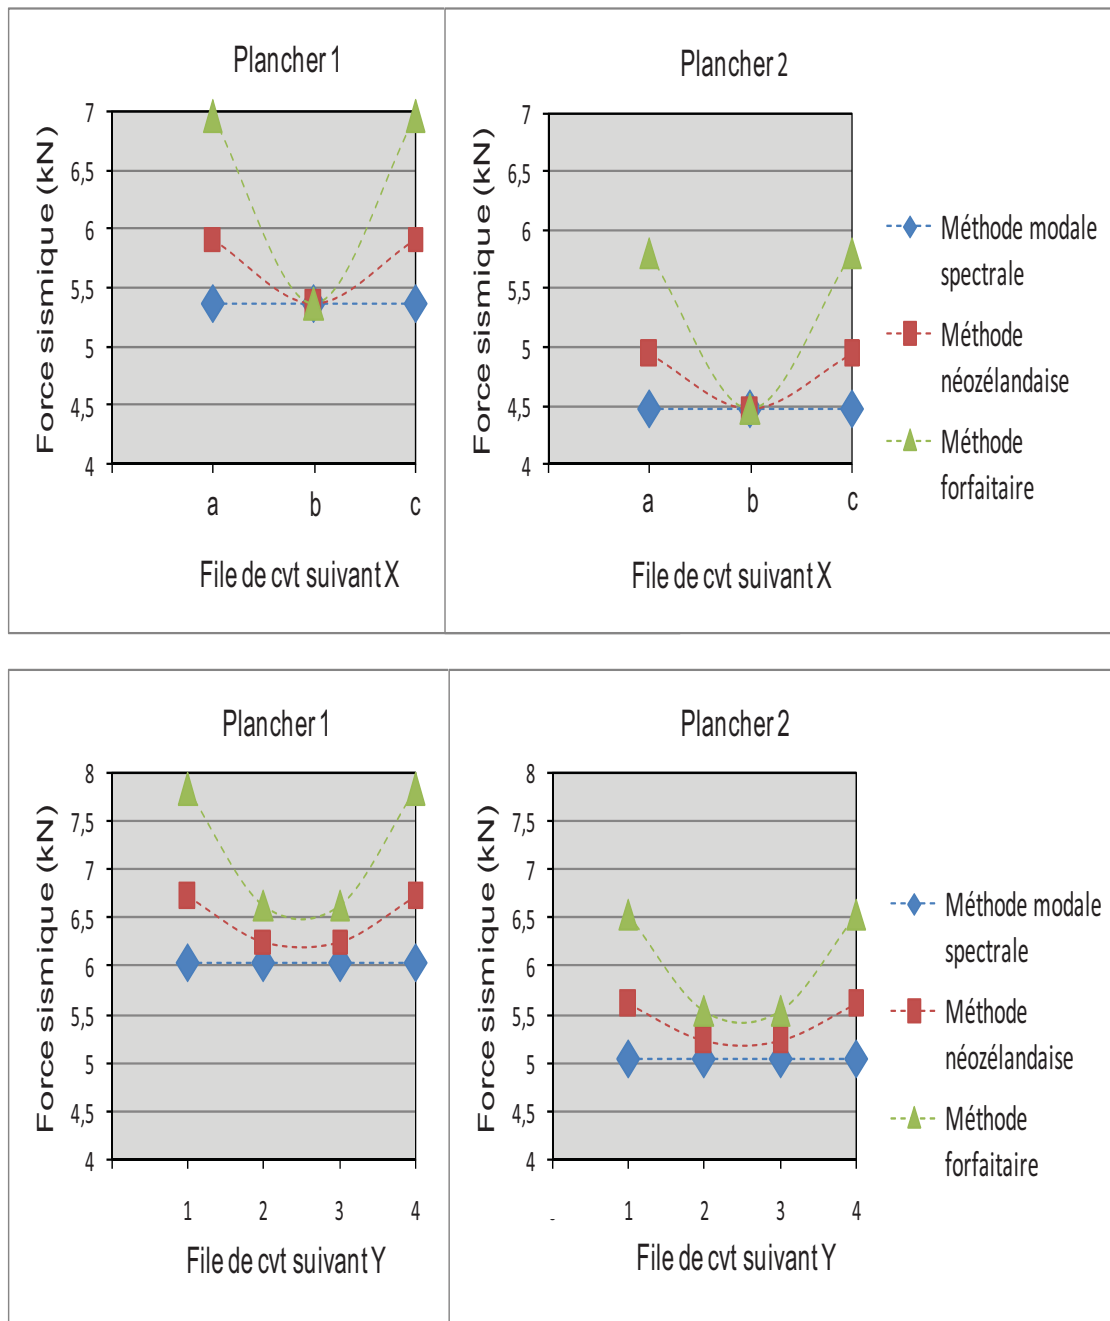 Plancher 1
Force sismique (kN)
7
6,5
6
5,5
5
4,5
4
a b c
File de cvt suivant X
Plancher 2
Force sismique (kN)
7
6,5
6
5,5
5
4,5
4
a b c
File de cvt suivant X
Méthode modale
spectrale
Méthode
néozélandaise
Méthode
forfaitaire
Plancher 1
Force sismique (kN)
8
7,5
7
6,5
6
5,5
5
4,5
4
1 2 3 4
File de cvt suivant Y
Plancher 2
Force sismique (kN)
8
7,5
7
6,5
6
5,5
5
4,5
4
- 1 2 3 4
File de cvt suivant Y
Méthode modale
spectrale
Méthode
néozélandaise
Méthode
forfaitaire